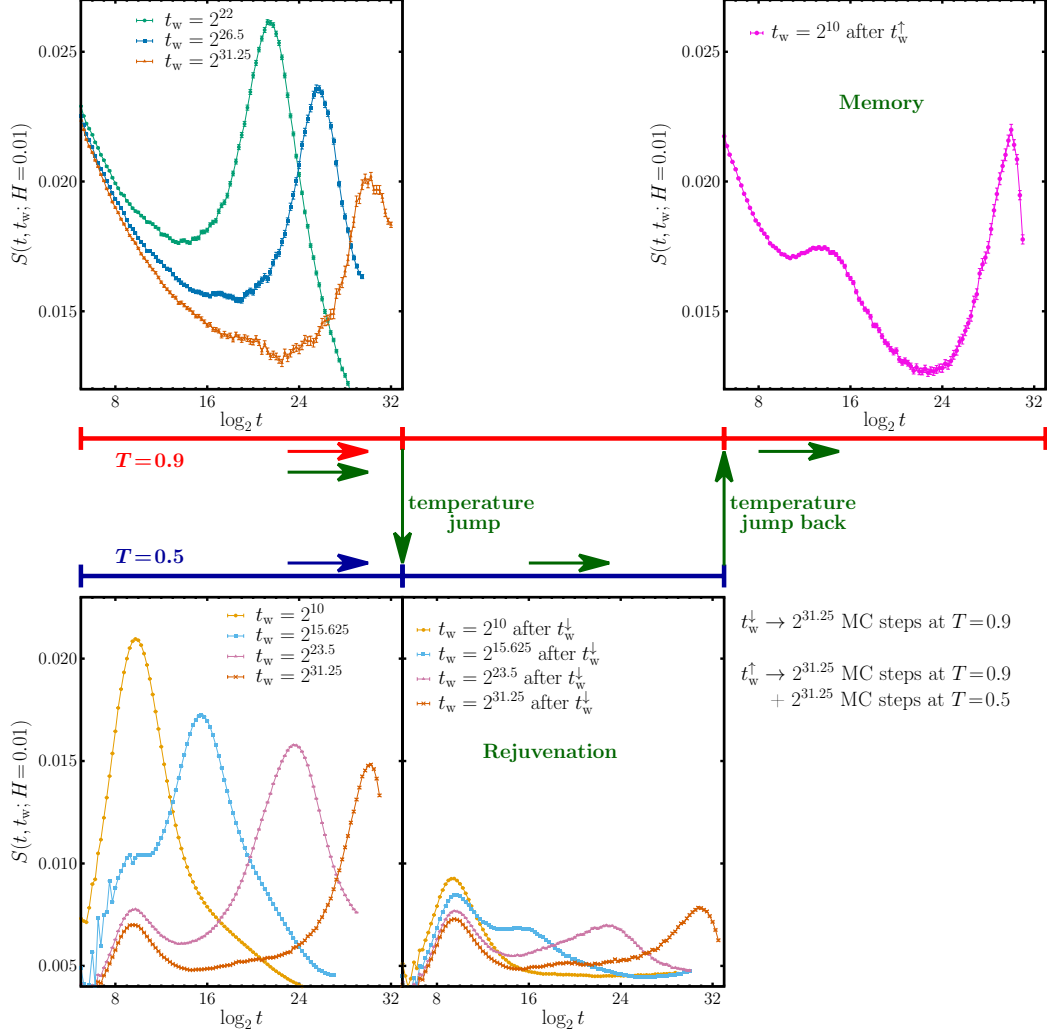 t_w = 2^22
t_w = 2^26.5
t_w = 2^31.25
0.025
0.020
0.015
S(t, t_w; H = 0.01)
8 16 24 32
log₂ t
t_w = 2^10 after t_w^↑
Memory
0.025
0.020
0.015
S(t, t_w; H = 0.01)
8 16 24 32
log₂ t
T = 0.9
temperature
jump
temperature
jump back
T = 0.5
t_w = 2^10
t_w = 2^15.625
t_w = 2^23.5
t_w = 2^31.25
0.020
0.015
0.010
0.005
S(t, t_w; H = 0.01)
8 16 24 32
log₂ t
t_w = 2^10 after t_w^↓
t_w = 2^15.625 after t_w^↓
t_w = 2^23.5 after t_w^↓
t_w = 2^31.25 after t_w^↓
Rejuvenation
8 16 24 32
log₂ t
t_w^↓ → 2^31.25 MC steps at T = 0.9
t_w^↑ → 2^31.25 MC steps at T = 0.9
+ 2^31.25 MC steps at T = 0.5